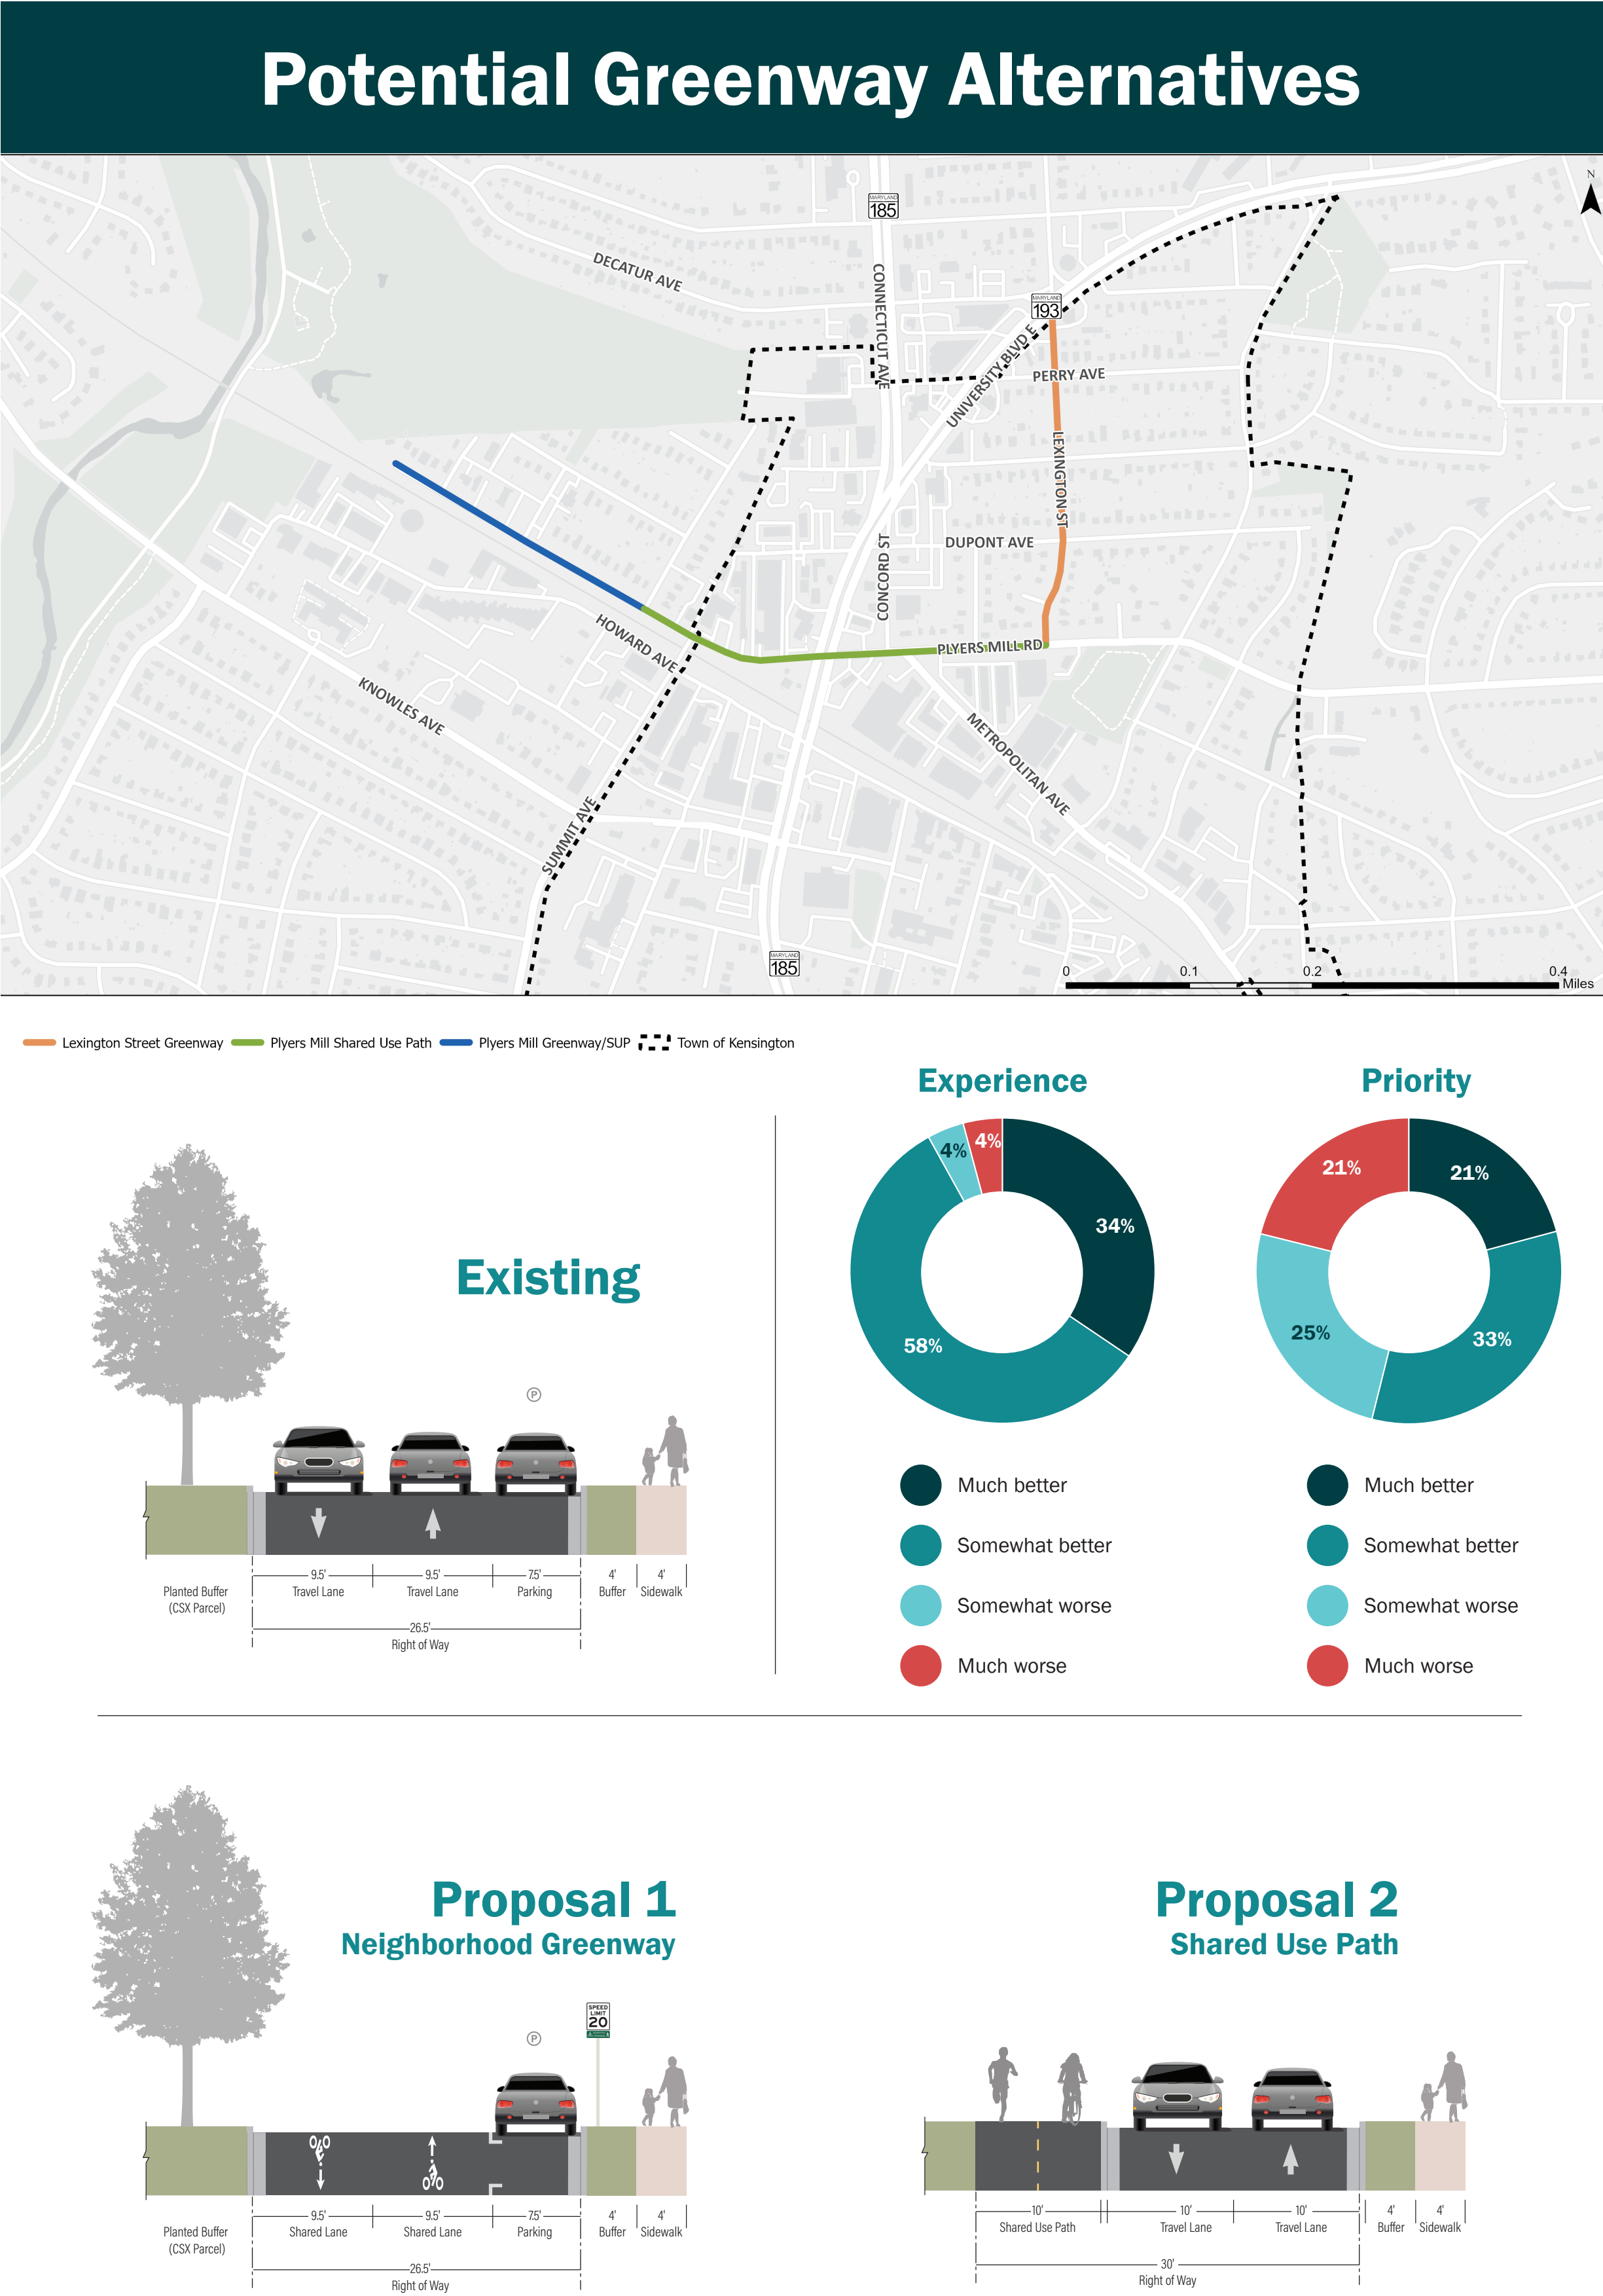 Potential Greenway Alternatives
N
MARYLAND
185
DECATUR AVE
CONNECTICUT AVE
MARYLAND
193
UNIVERSITY BLVD E
PERRY AVE
LEXINGTON ST
DUPONT AVE
CONCORD ST
HOWARD AVE
PLYERS MILL RD
KNOWLES AVE
METROPOLITAN AVE
SUMMIT AVE
MARYLAND
185
0 0.1 0.2 0.4
Miles
Lexington Street Greenway Plyers Mill Shared Use Path Plyers Mill Greenway/SUP Town of Kensington
Existing
P
9.5' 9.5' 7.5' 4' 4'
Planted Buffer
(CSX Parcel)
Travel Lane Travel Lane Parking Buffer Sidewalk
26.5'
Right of Way
Experience
4% 4%
34%
58%
Much better
Somewhat better
Somewhat worse
Much worse
Priority
21% 21%
25% 33%
Much better
Somewhat better
Somewhat worse
Much worse
Proposal 1
Neighborhood Greenway
SPEED
LIMIT
20
P
9.5' 9.5' 7.5' 4' 4'
Planted Buffer
(CSX Parcel)
Shared Lane Shared Lane Parking Buffer Sidewalk
26.5'
Right of Way
Proposal 2
Shared Use Path
10' 10' 10' 4' 4'
Shared Use Path Travel Lane Travel Lane Buffer Sidewalk
30'
Right of Way